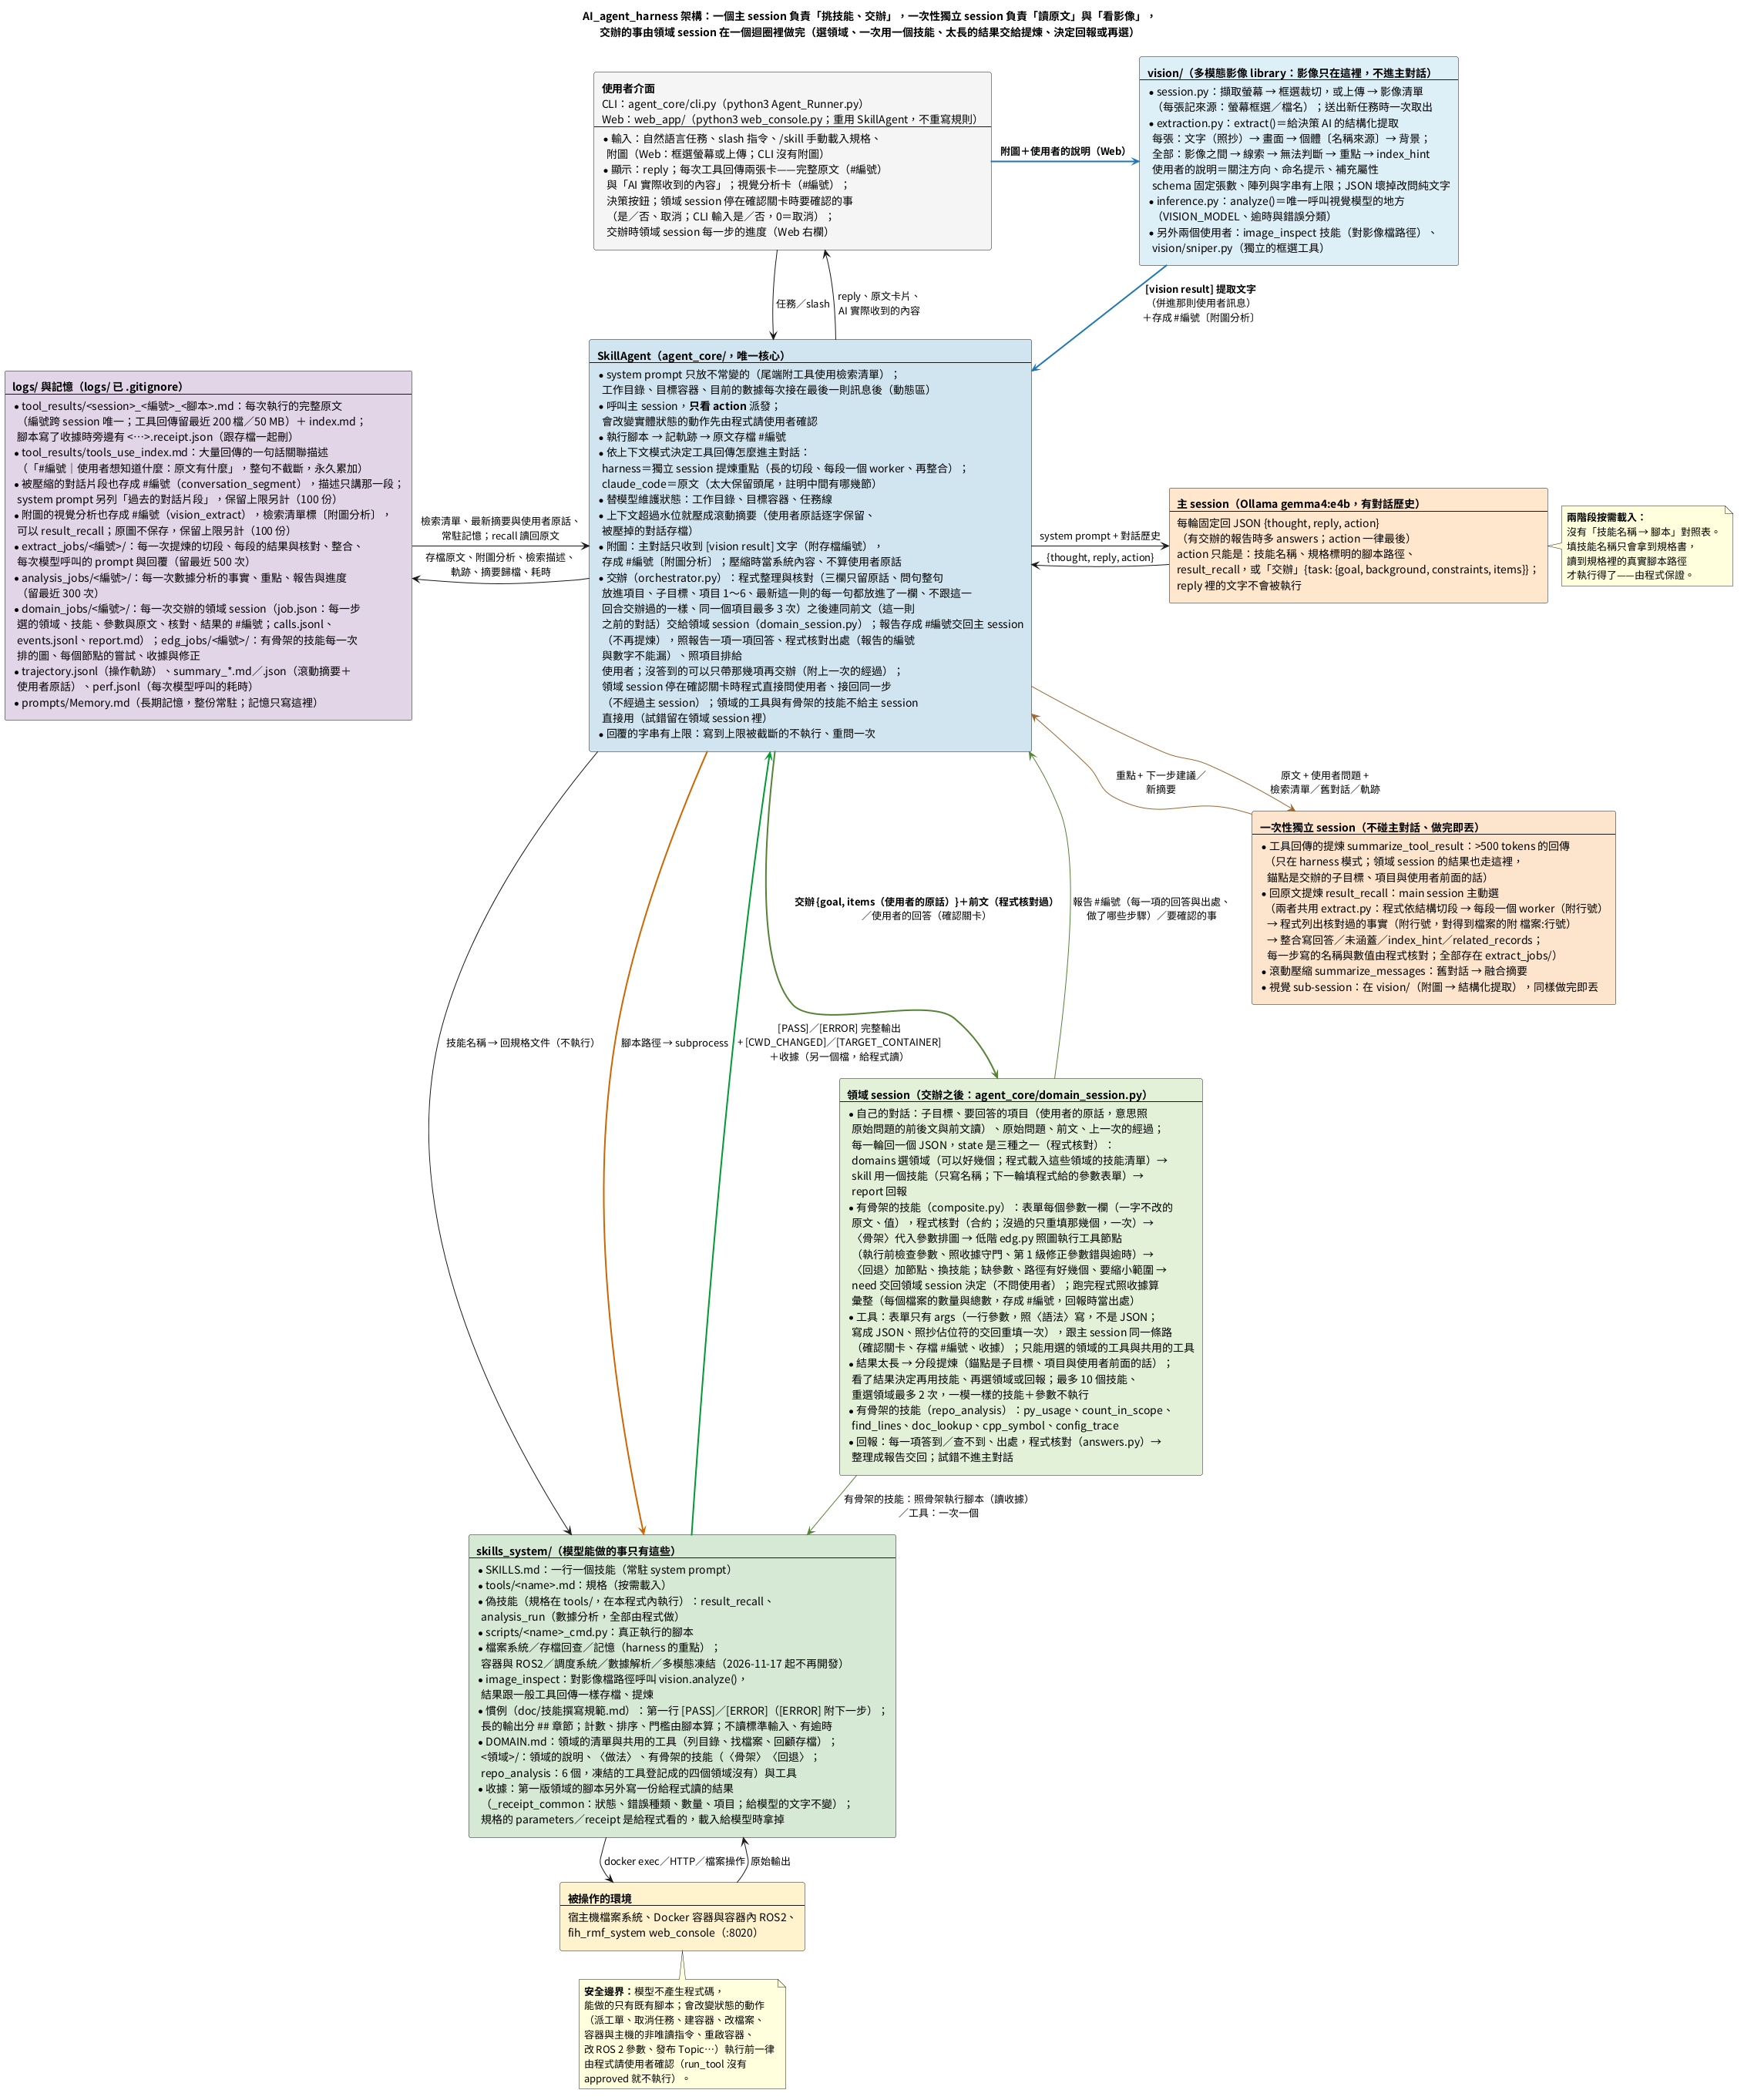 AI_agent_harness 架構：一個主 session 負責「挑技能、交辦」，一次性獨立 session 負責「讀原文」與「看影像」，
交辦的事由領域 session 在一個迴圈裡做完（選領域、一次用一個技能、太長的結果交給提煉、決定回報或再選）
使用者介面
CLI：agent_core/cli.py（python3 Agent_Runner.py）
Web：web_app/（python3 web_console.py；重用 SkillAgent，不重寫規則）
• 輸入：自然語言任務、slash 指令、/skill 手動載入規格、
附圖（Web：框選螢幕或上傳；CLI 沒有附圖）
• 顯示：reply；每次工具回傳兩張卡——完整原文（#編號）
與「AI 實際收到的內容」；視覺分析卡（#編號）；
決策按鈕；領域 session 停在確認關卡時要確認的事
（是／否、取消；CLI 輸入是／否，0＝取消）；
交辦時領域 session 每一步的進度（Web 右欄）
附圖＋使用者的說明（Web）
vision/（多模態影像 library：影像只在這裡，不進主對話）
• session.py：擷取螢幕 → 框選裁切，或上傳 → 影像清單
（每張記來源：螢幕框選／檔名）；送出新任務時一次取出
• extraction.py：extract()＝給決策 AI 的結構化提取
每張：文字（照抄）→ 畫面 → 個體〔名稱來源〕→ 背景；
全部：影像之間 → 線索 → 無法判斷 → 重點 → index_hint
使用者的說明＝關注方向、命名提示、補充屬性
schema 固定張數、陣列與字串有上限；JSON 壞掉改問純文字
• inference.py：analyze()＝唯一呼叫視覺模型的地方
（VISION_MODEL、逾時與錯誤分類）
• 另外兩個使用者：image_inspect 技能（對影像檔路徑）、
vision/sniper.py（獨立的框選工具）
任務／slash
reply、原文卡片、
AI 實際收到的內容
[vision result] 提取文字
（併進那則使用者訊息）
＋存成 #編號〔附圖分析〕
logs/ 與記憶（logs/ 已 .gitignore）
• tool_results/<session>_<編號>_<腳本>.md：每次執行的完整原文
（編號跨 session 唯一；工具回傳留最近 200 檔／50 MB）＋ index.md；
腳本寫了收據時旁邊有 <…>.receipt.json（跟存檔一起刪）
• tool_results/tools_use_index.md：大量回傳的一句話關聯描述
（「#編號｜使用者想知道什麼：原文有什麼」，整句不截斷，永久累加）
• 被壓縮的對話片段也存成 #編號（conversation_segment），描述只講那一段；
system prompt 另列「過去的對話片段」，保留上限另計（100 份）
• 附圖的視覺分析也存成 #編號（vision_extract），檢索清單標〔附圖分析〕，
可以 result_recall；原圖不保存，保留上限另計（100 份）
• extract_jobs/<編號>/：每一次提煉的切段、每段的結果與核對、整合、
每次模型呼叫的 prompt 與回覆（留最近 500 次）
• analysis_jobs/<編號>/：每一次數據分析的事實、重點、報告與進度
（留最近 300 次）
• domain_jobs/<編號>/：每一次交辦的領域 session（job.json：每一步
選的領域、技能、參數與原文、核對、結果的 #編號；calls.jsonl、
events.jsonl、report.md）；edg_jobs/<編號>/：有骨架的技能每一次
排的圖、每個節點的嘗試、收據與修正
• trajectory.jsonl（操作軌跡）、summary_*.md／.json（滾動摘要＋
使用者原話）、perf.jsonl（每次模型呼叫的耗時）
• prompts/Memory.md（長期記憶，整份常駐；記憶只寫這裡）
檢索清單、最新摘要與使用者原話、
常駐記憶；recall 讀回原文
存檔原文、附圖分析、檢索描述、
軌跡、摘要歸檔、耗時
SkillAgent（agent_core/，唯一核心）
• system prompt 只放不常變的（尾端附工具使用檢索清單）；
工作目錄、目標容器、目前的數據每次接在最後一則訊息後（動態區）
• 呼叫主 session，只看 action 派發；
會改變實體狀態的動作先由程式請使用者確認
• 執行腳本 → 記軌跡 → 原文存檔 #編號
• 依上下文模式決定工具回傳怎麼進主對話：
harness＝獨立 session 提煉重點（長的切段、每段一個 worker、再整合）；
claude_code＝原文（太大保留頭尾，註明中間有哪幾節）
• 替模型維護狀態：工作目錄、目標容器、任務線
• 上下文超過水位就壓成滾動摘要（使用者原話逐字保留、
被壓掉的對話存檔）
• 附圖：主對話只收到 [vision result] 文字（附存檔編號），
存成 #編號〔附圖分析〕；壓縮時當系統內容、不算使用者原話
• 交辦（orchestrator.py）：程式整理與核對（三欄只留原話、問句整句
放進項目、子目標、項目 1～6、最新這一則的每一句都放進了一欄、不跟這一
回合交辦過的一樣、同一個項目最多 3 次）之後連同前文（這一則
之前的對話）交給領域 session（domain_session.py）；報告存成 #編號交回主 session
（不再提煉），照報告一項一項回答、程式核對出處（報告的編號
與數字不能漏）、照項目排給
使用者；沒答到的可以只帶那幾項再交辦（附上一次的經過）；
領域 session 停在確認關卡時程式直接問使用者、接回同一步
（不經過主 session）；領域的工具與有骨架的技能不給主 session
直接用（試錯留在領域 session 裡）
• 回覆的字串有上限：寫到上限被截斷的不執行、重問一次
system prompt + 對話歷史
{thought, reply, action}
主 session（Ollama gemma4:e4b，有對話歷史）
每輪固定回 JSON {thought, reply, action}
（有交辦的報告時多 answers；action 一律最後）
action 只能是：技能名稱、規格標明的腳本路徑、
result_recall，或「交辦」{task: {goal, background, constraints, items}}；
reply 裡的文字不會被執行
兩階段按需載入：
沒有「技能名稱 → 腳本」對照表。
填技能名稱只會拿到規格書，
讀到規格裡的真實腳本路徑
才執行得了——由程式保證。
重點 + 下一步建議／
新摘要
原文 + 使用者問題 +
檢索清單／舊對話／軌跡
一次性獨立 session（不碰主對話、做完即丟）
• 工具回傳的提煉 summarize_tool_result：>500 tokens 的回傳
（只在 harness 模式；領域 session 的結果也走這裡，
錨點是交辦的子目標、項目與使用者前面的話）
• 回原文提煉 result_recall：main session 主動選
（兩者共用 extract.py：程式依結構切段 → 每段一個 worker（附行號）
→ 程式列出核對過的事實（附行號，對得到檔案的附 檔案:行號）
→ 整合寫回答／未涵蓋／index_hint／related_records；
每一步寫的名稱與數值由程式核對；全部存在 extract_jobs/）
• 滾動壓縮 summarize_messages：舊對話 → 融合摘要
• 視覺 sub-session：在 vision/（附圖 → 結構化提取），同樣做完即丟
交辦 {goal, items（使用者的原話）}＋前文（程式核對過）
／使用者的回答（確認關卡）
報告 #編號（每一項的回答與出處、
做了哪些步驟）／要確認的事
技能名稱 → 回規格文件（不執行）
腳本路徑 → subprocess
[PASS]／[ERROR] 完整輸出
+ [CWD_CHANGED]／[TARGET_CONTAINER]
＋收據（另一個檔，給程式讀）
領域 session（交辦之後：agent_core/domain_session.py）
• 自己的對話：子目標、要回答的項目（使用者的原話，意思照
原始問題的前後文與前文讀）、原始問題、前文、上一次的經過；
每一輪回一個 JSON，state 是三種之一（程式核對）：
domains 選領域（可以好幾個；程式載入這些領域的技能清單）→
skill 用一個技能（只寫名稱；下一輪填程式給的參數表單）→
report 回報
• 有骨架的技能（composite.py）：表單每個參數一欄（一字不改的
原文、值），程式核對（合約；沒過的只重填那幾個，一次）→
〈骨架〉代入參數排圖 → 低階 edg.py 照圖執行工具節點
（執行前檢查參數、照收據守門、第 1 級修正參數錯與逾時）→
〈回退〉加節點、換技能；缺參數、路徑有好幾個、要縮小範圍 →
need 交回領域 session 決定（不問使用者）；跑完程式照收據算
彙整（每個檔案的數量與總數，存成 #編號，回報時當出處）
• 工具：表單只有 args（一行參數，照〈語法〉寫，不是 JSON；
寫成 JSON、照抄佔位符的交回重填一次），跟主 session 同一條路
（確認關卡、存檔 #編號、收據）；只能用選的領域的工具與共用的工具
• 結果太長 → 分段提煉（錨點是子目標、項目與使用者前面的話）；
看了結果決定再用技能、再選領域或回報；最多 10 個技能、
重選領域最多 2 次，一模一樣的技能＋參數不執行
• 有骨架的技能（repo_analysis）：py_usage、count_in_scope、
find_lines、doc_lookup、cpp_symbol、config_trace
• 回報：每一項答到／查不到、出處，程式核對（answers.py）→
整理成報告交回；試錯不進主對話
有骨架的技能：照骨架執行腳本（讀收據）
／工具：一次一個
skills_system/（模型能做的事只有這些）
• SKILLS.md：一行一個技能（常駐 system prompt）
• tools/<name>.md：規格（按需載入）
• 偽技能（規格在 tools/，在本程式內執行）：result_recall、
analysis_run（數據分析，全部由程式做）
• scripts/<name>_cmd.py：真正執行的腳本
• 檔案系統／存檔回查／記憶（harness 的重點）；
容器與 ROS2／調度系統／數據解析／多模態凍結（2026-11-17 起不再開發）
• image_inspect：對影像檔路徑呼叫 vision.analyze()，
結果跟一般工具回傳一樣存檔、提煉
• 慣例（doc/技能撰寫規範.md）：第一行 [PASS]／[ERROR]（[ERROR] 附下一步）；
長的輸出分 ## 章節；計數、排序、門檻由腳本算；不讀標準輸入、有逾時
• DOMAIN.md：領域的清單與共用的工具（列目錄、找檔案、回顧存檔）；
<領域>/：領域的說明、〈做法〉、有骨架的技能（〈骨架〉〈回退〉；
repo_analysis：6 個，凍結的工具登記成的四個領域沒有）與工具
• 收據：第一版領域的腳本另外寫一份給程式讀的結果
（_receipt_common：狀態、錯誤種類、數量、項目；給模型的文字不變）；
規格的 parameters／receipt 是給程式看的，載入給模型時拿掉
docker exec／HTTP／檔案操作
原始輸出
被操作的環境
宿主機檔案系統、Docker 容器與容器內 ROS2、
fih_rmf_system web_console（:8020）
安全邊界：模型不產生程式碼，
能做的只有既有腳本；會改變狀態的動作
（派工單、取消任務、建容器、改檔案、
容器與主機的非唯讀指令、重啟容器、
改 ROS 2 參數、發布 Topic…）執行前一律
由程式請使用者確認（run_tool 沒有
approved 就不執行）。